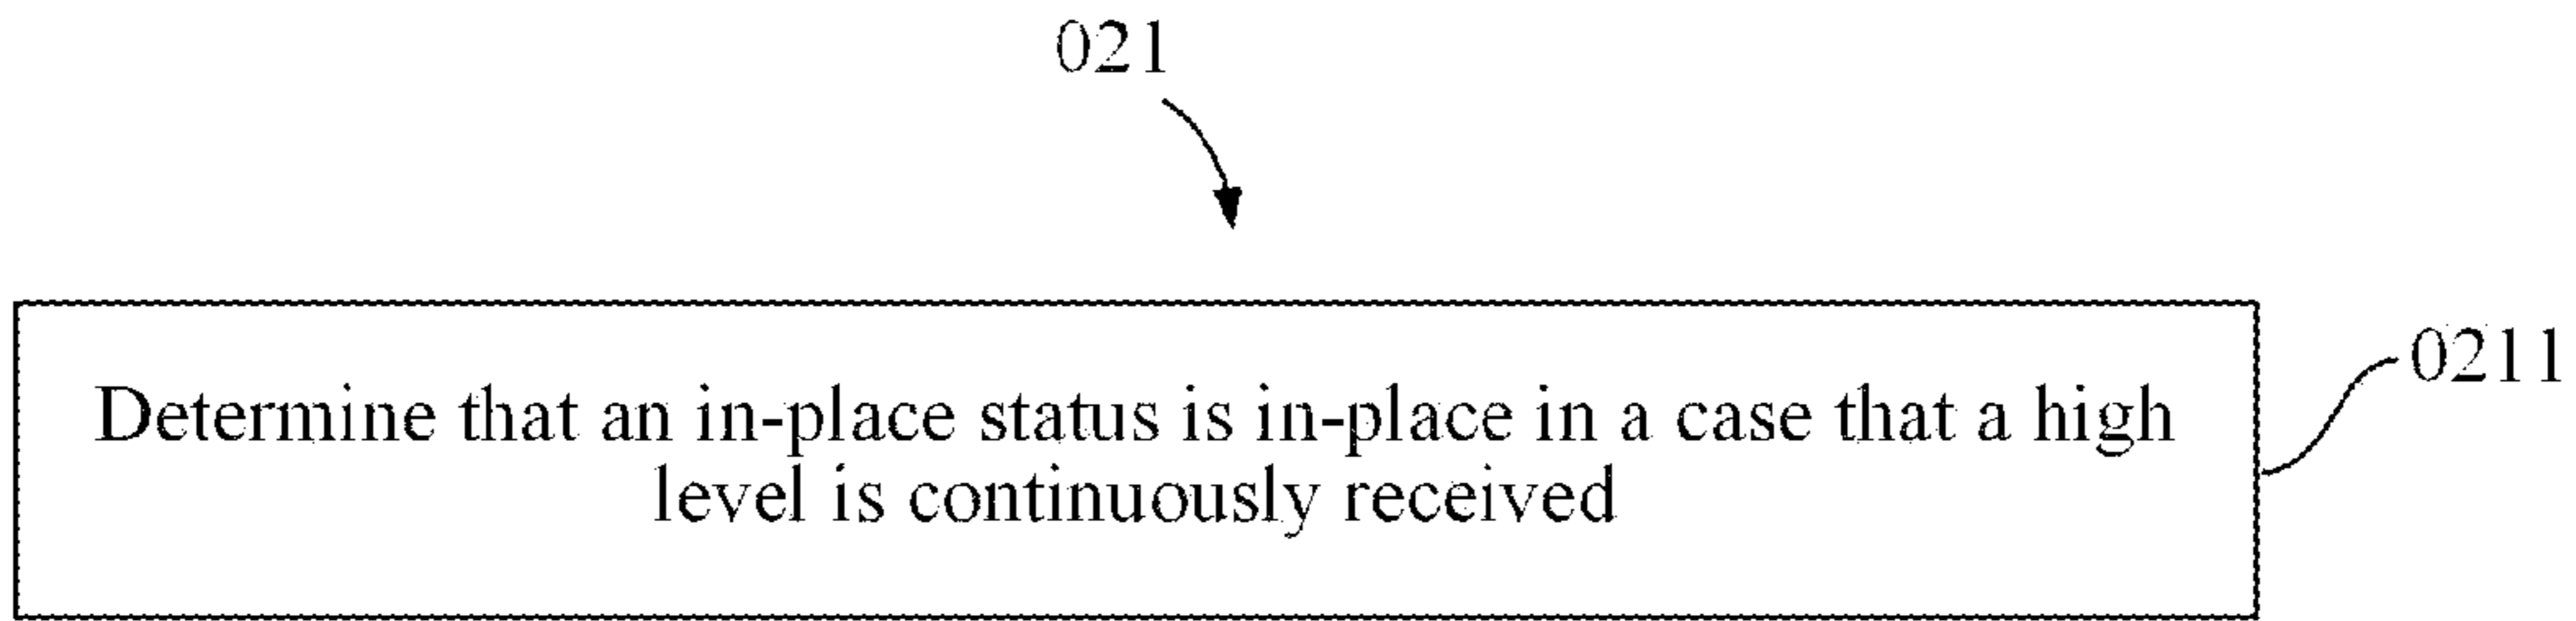 021
Determine that an in-place status is in-place in a case that a high
level is continuously received
0211